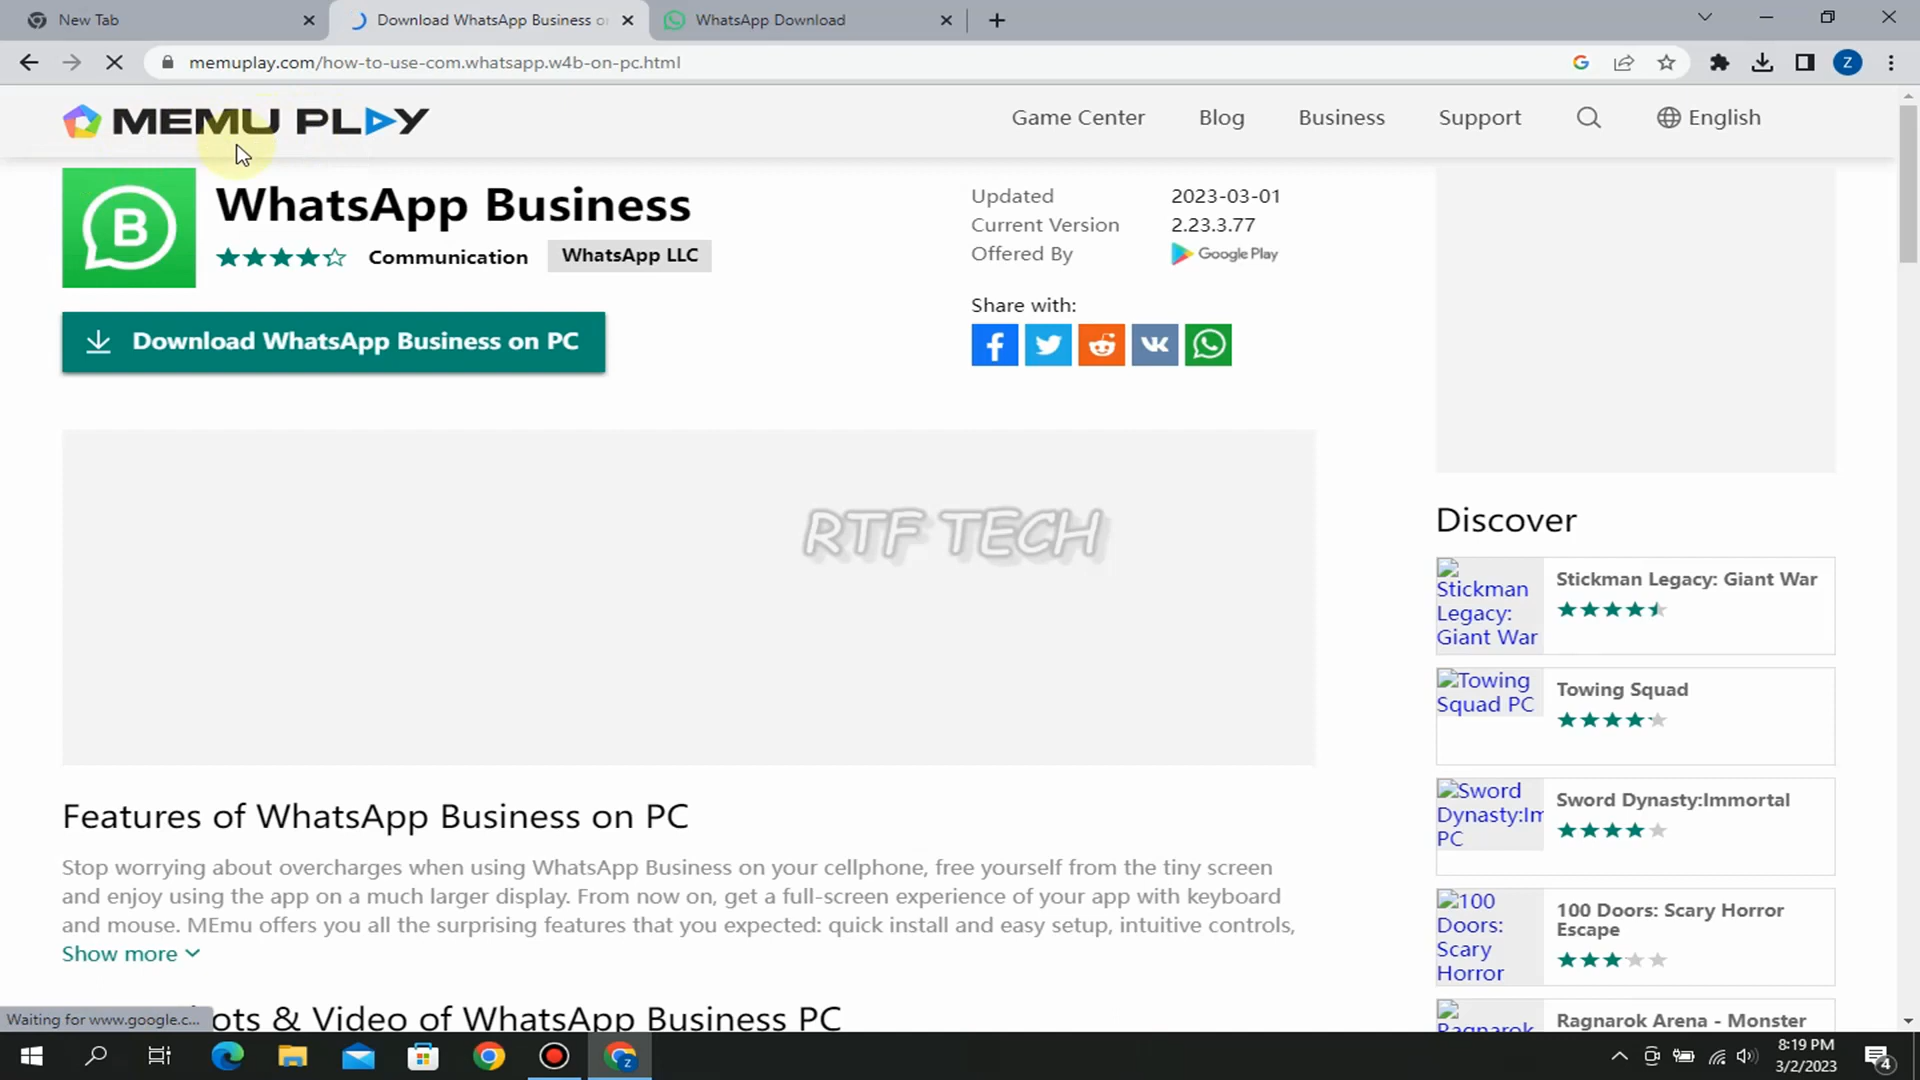 New Tab
Download WhatsApp Business o
WhatsApp Download
memuplay.com/how-to-use-com.whatsapp.w4b-on-pc.html
Z
MEMU PLAY
Game Center
Blog
Business
Support
English
B
WhatsApp Business
Communication
WhatsApp LLC
Download WhatsApp Business on PC
Updated 2023-03-01
Current Version 2.23.3.77
Offered By Google Play
Share with:
RTF TECH
Features of WhatsApp Business on PC
Stop worrying about overcharges when using WhatsApp Business on your cellphone, free yourself from the tiny screen
and enjoy using the app on a much larger display. From now on, get a full-screen experience of your app with keyboard
and mouse. MEmu offers you all the surprising features that you expected: quick install and easy setup, intuitive controls,
Show more
ots & Video of WhatsApp Business PC
Discover
Stickman
Legacy:
Giant War
Stickman Legacy: Giant War
Towing
Squad PC
Towing Squad
Sword
Dynasty:Im
PC
Sword Dynasty:Immortal
100
Doors:
Scary
Horror
100 Doors: Scary Horror
Escape
Ragnarok
Ragnarok Arena - Monster
Waiting for www.google.c...
Z
8:19 PM
3/2/2023
4